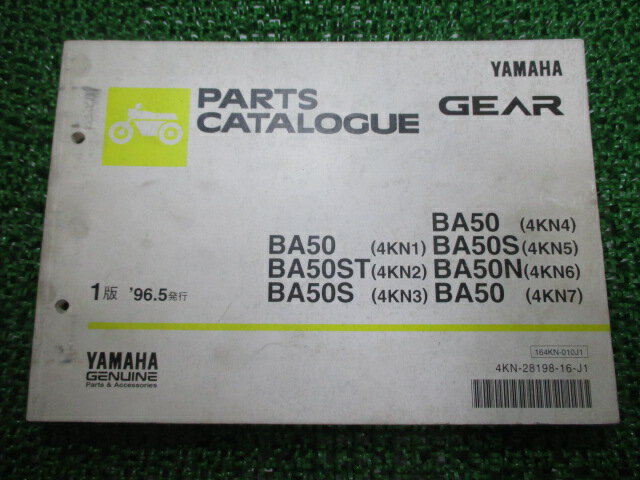 YAMAHA
PARTS
CATALOGUE
GEAR
BA50 (4KN4)
BA50 (4KN1) BA50S (4KN5)
BA50ST (4KN2) BA50N (4KN6)
BA50S (4KN3) BA50 (4KN7)
1版 '96.5発行
164KN-010J1
4KN-28198-16-J1
YAMAHA
GENUINE
Parts & Accessories